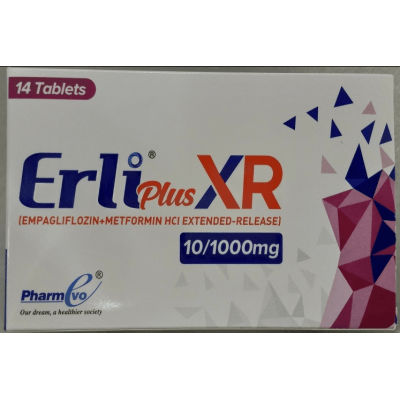 14 Tablets
Erli® Plus XR
(EMPAGLIFLOZIN+METFORMIN HCl EXTENDED-RELEASE)
10/1000mg
PharmEvo®
Our dream, a healthier society